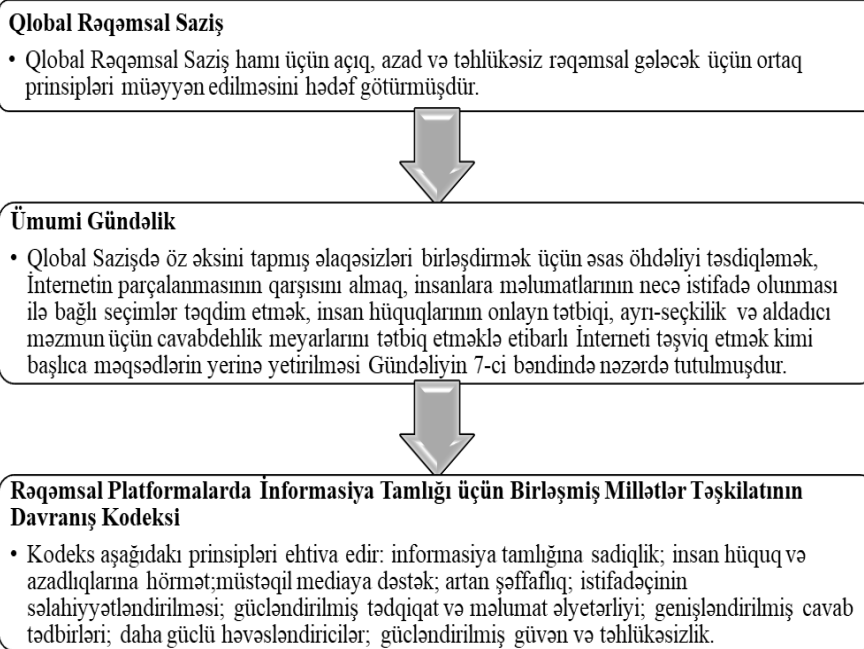 Qlobal Rəqəmsal Saziş
• Qlobal Rəqəmsal Saziş hamı üçün açıq, azad və təhlükəsiz rəqəmsal gələcək üçün ortaq
prinsipləri müəyyən edilməsini hədəf götürmüşdür.
Ümumi Gündəlik
• Qlobal Sazişdə öz əksini tapmış əlaqəsizləri birləşdirmək üçün əsas öhdəliyi təsdiqləmək,
İnternetin parçalanmasının qarşısını almaq, insanlara məlumatlarının necə istifadə olunması
ilə bağlı seçimlər təqdim etmək, insan hüquqlarının onlayn tətbiqi, ayrı-seçkilik və aldadıcı
məzmun üçün cavabdehlik meyarlarını tətbiq etməklə etibarlı İnterneti təşviq etmək kimi
başlıca məqsədlərin yerinə yetirilməsi Gündəliyin 7-ci bəndində nəzərdə tutulmuşdur.
Rəqəmsal Platformalarda İnformasiya Tamlığı üçün Birləşmiş Millətlər Təşkilatının
Davranış Kodeksi
• Kodeks aşağıdakı prinsipləri ehtiva edir: informasiya tamlığına sadiqlik; insan hüquq və
azadlıqlarına hörmət;müstəqil mediaya dəstək; artan şəffaflıq; istifadəçinin
səlahiyyətləndirilməsi; gücləndirilmiş tədqiqat və məlumat əlyetərliyi; genişləndirilmiş cavab
tədbirləri; daha güclü həvəsləndiricilər; gücləndirilmiş güvən və təhlükəsizlik.